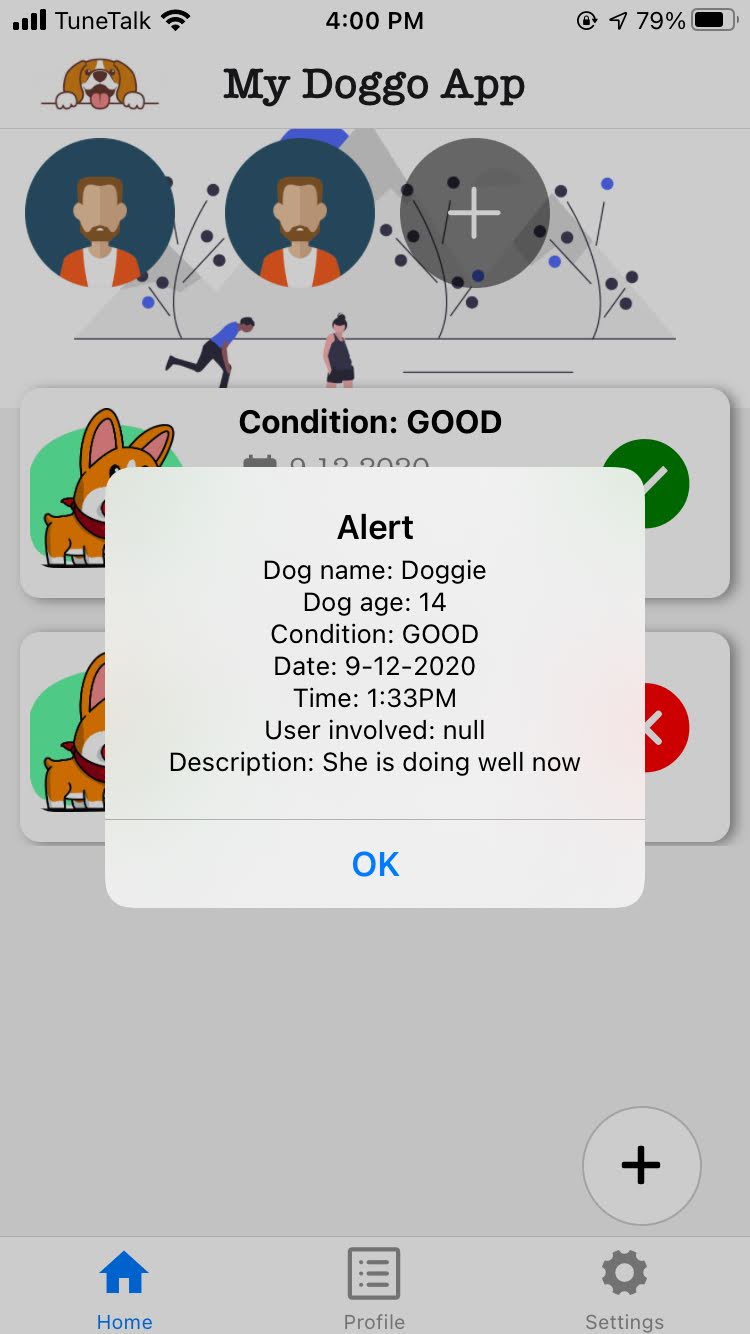 TuneTalk 4:00 PM 79%
My Doggo App
Condition: GOOD
9-12-2020
Alert
Dog name: Doggie
Dog age: 14
Condition: GOOD
Date: 9-12-2020
Time: 1:33PM
User involved: null
Description: She is doing well now
OK
Home Profile Settings